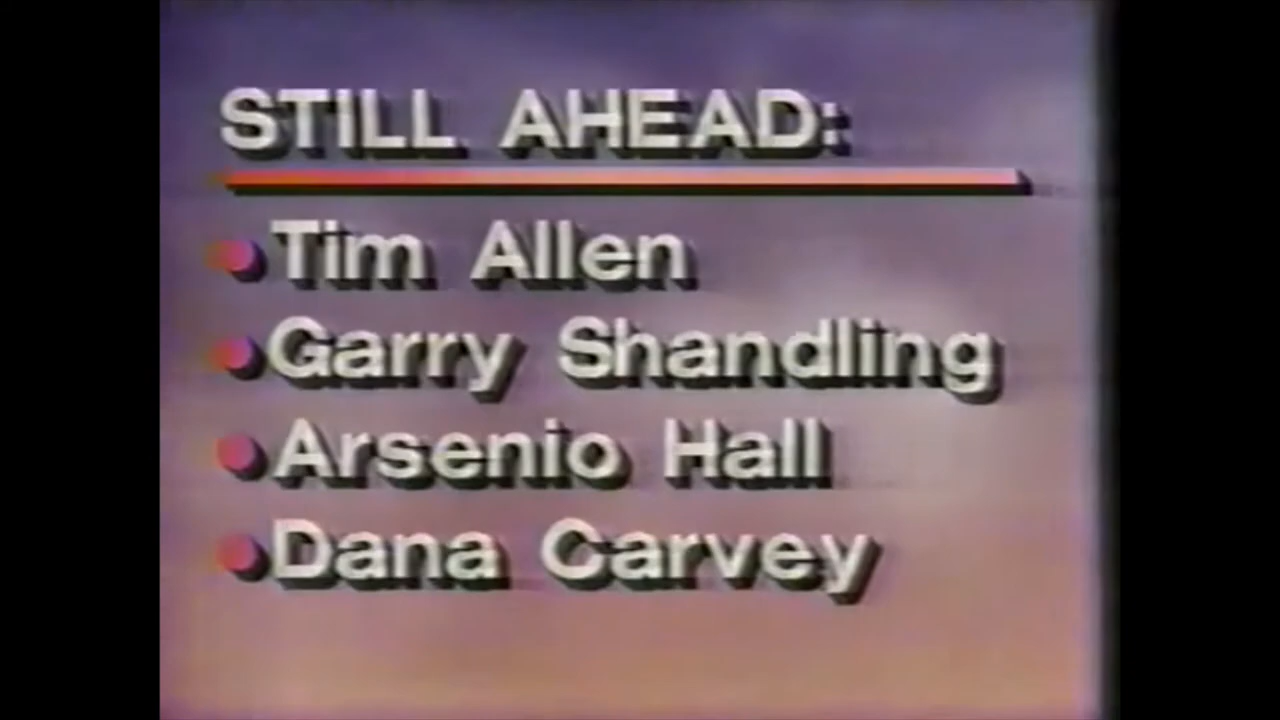 STILL AHEAD:
Tim Allen
Garry Shandling
Arsenio Hall
Dana Carvey